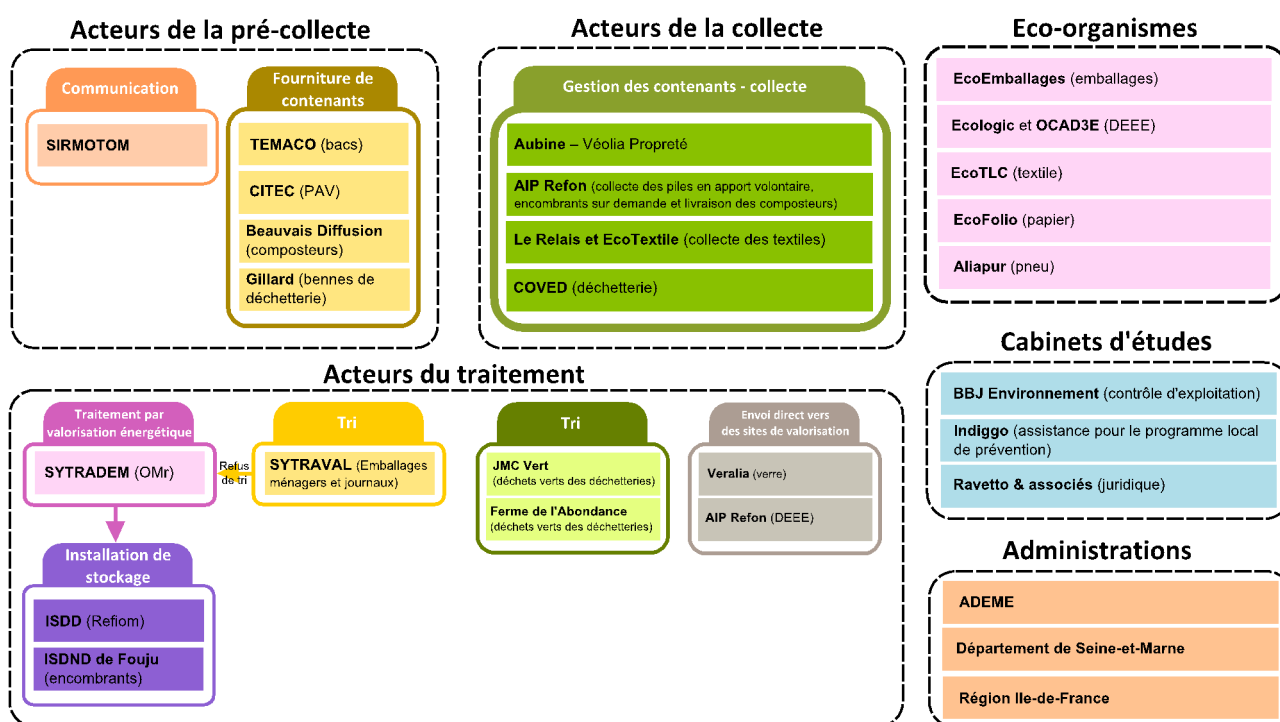 Acteurs de la pré-collecte
Communication
SIRMOTOM
Fourniture de
contenants
TEMACO (bacs)
CITEC (PAV)
Beauvais Diffusion
(composteurs)
Gillard (bennes de
déchetterie)
Acteurs de la collecte
Gestion des contenants - collecte
Aubine – Véolia Propreté
AIP Refon (collecte des piles en apport volontaire,
encombrants sur demande et livraison des composteurs)
Le Relais et EcoTextile (collecte des textiles)
COVED (déchetterie)
Eco-organismes
EcoEmballages (emballages)
Ecologic et OCAD3E (DEEE)
EcoTLC (textile)
EcoFolio (papier)
Aliapur (pneu)
Acteurs du traitement
Traitement par
valorisation énergétique
SYTRADEM (OMr)
Refus
de tri
Tri
SYTRAVAL (Emballages
ménagers et journaux)
Tri
JMC Vert
(déchets verts des déchetteries)
Ferme de l'Abondance
(déchets verts des déchetteries)
Envoi direct vers
des sites de valorisation
Veralia (verre)
AIP Refon (DEEE)
Installation de
stockage
ISDD (Refiom)
ISDND de Fouju
(encombrants)
Cabinets d'études
BBJ Environnement (contrôle d'exploitation)
Indiggo (assistance pour le programme local
de prévention)
Ravetto & associés (juridique)
Administrations
ADEME
Département de Seine-et-Marne
Région Ile-de-France